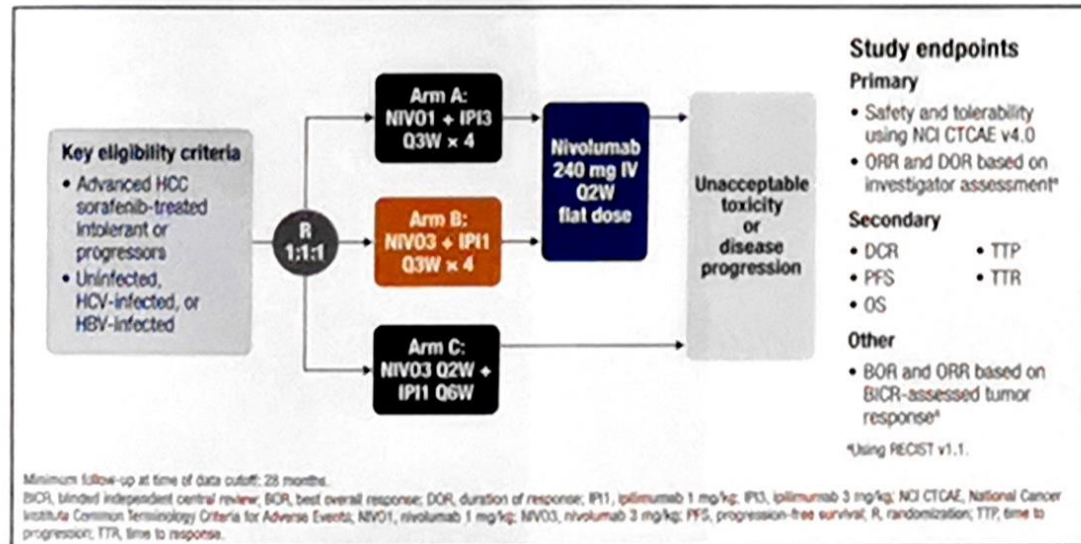 Key eligibility criteria
• Advanced HCC
sorafenib-treated
intolerant or
progressors
• Uninfected,
HCV-infected, or
HBV-infected
R
1:1:1
Arm A:
NIVO1 + IPI3
Q3W × 4
Arm B:
NIVO3 + IPI1
Q3W × 4
Arm C:
NIVO3 Q2W +
IPI1 Q6W
Nivolumab
240 mg IV
Q2W
flat dose
Unacceptable
toxicity
or
disease
progression
Study endpoints
Primary
• Safety and tolerability
using NCI CTCAE v4.0
• ORR and DOR based on
investigator assessmentª
Secondary
• DCR
• PFS
• OS
• TTP
• TTR
Other
• BOR and ORR based on
BICR-assessed tumor
responseª
ªUsing RECIST v1.1.
Minimum follow-up at time of data cutoff: 28 months.
BICR, blinded independent central review; BOR, best overall response; DOR, duration of response; IPI1, ipilimumab 1 mg/kg; IPI3, ipilimumab 3 mg/kg; NCI CTCAE, National Cancer
Institute Common Terminology Criteria for Adverse Events; NIVO1, nivolumab 1 mg/kg; NIVO3, nivolumab 3 mg/kg; PFS, progression-free survival; R, randomization; TTP, time to
progression; TTR, time to response.